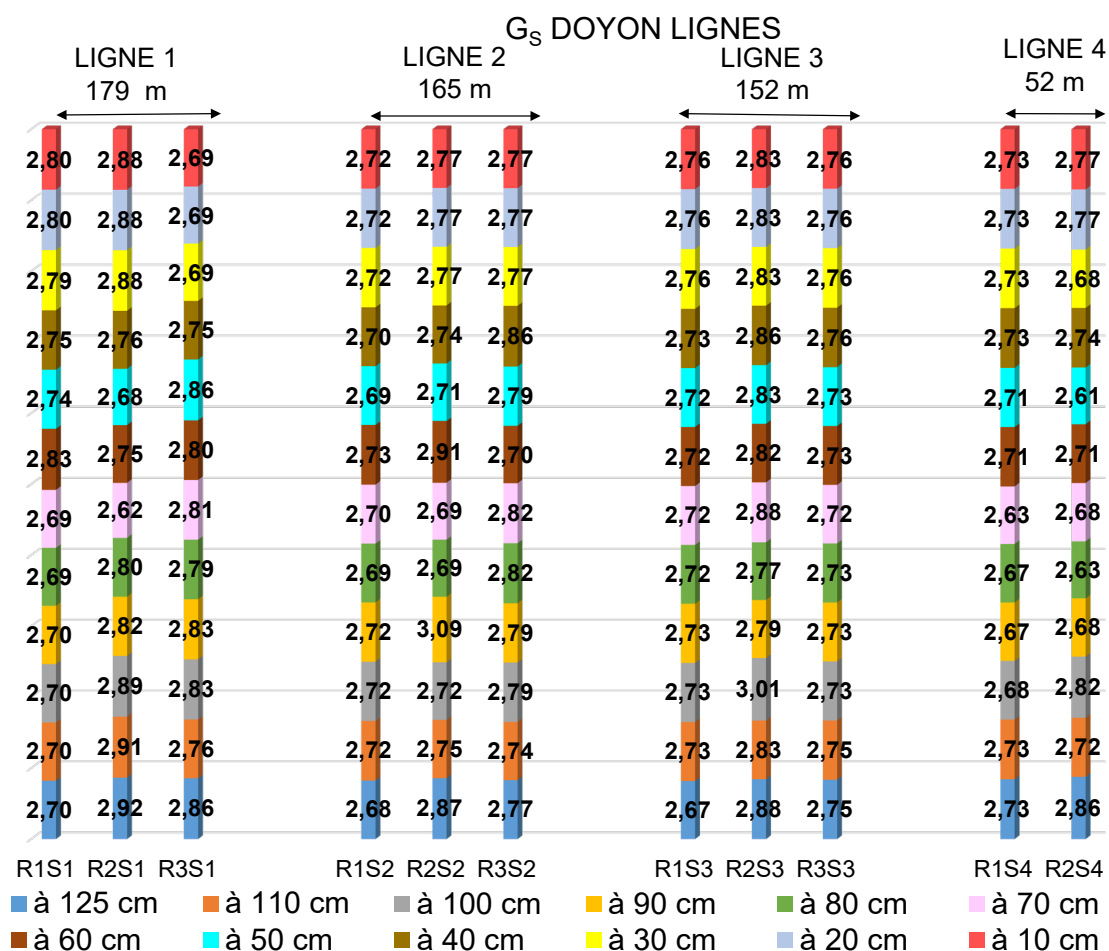 G_S DOYON LIGNES
LIGNE 1 LIGNE 2 LIGNE 3 LIGNE 4
179 m 165 m 152 m 52 m
2,80 2,88 2,69 2,72 2,77 2,77 2,76 2,83 2,76 2,73 2,77
2,80 2,88 2,69 2,72 2,77 2,77 2,76 2,83 2,76 2,73 2,77
2,79 2,88 2,69 2,72 2,77 2,77 2,76 2,83 2,76 2,73 2,68
2,75 2,76 2,75 2,70 2,74 2,86 2,73 2,86 2,76 2,73 2,74
2,74 2,68 2,86 2,69 2,71 2,79 2,72 2,83 2,73 2,71 2,61
2,83 2,75 2,80 2,73 2,91 2,70 2,72 2,82 2,73 2,71 2,71
2,69 2,62 2,81 2,70 2,69 2,82 2,72 2,88 2,72 2,63 2,68
2,69 2,80 2,79 2,69 2,69 2,82 2,72 2,77 2,73 2,67 2,63
2,70 2,82 2,83 2,72 3,09 2,79 2,73 2,79 2,73 2,67 2,68
2,70 2,89 2,83 2,72 2,72 2,79 2,73 3,01 2,73 2,68 2,82
2,70 2,91 2,76 2,72 2,75 2,74 2,73 2,83 2,75 2,73 2,72
2,70 2,92 2,86 2,68 2,87 2,77 2,67 2,88 2,75 2,73 2,86
R1S1 R2S1 R3S1 R1S2 R2S2 R3S2 R1S3 R2S3 R3S3 R1S4 R2S4
à 125 cm à 110 cm à 100 cm à 90 cm à 80 cm à 70 cm
à 60 cm à 50 cm à 40 cm à 30 cm à 20 cm à 10 cm